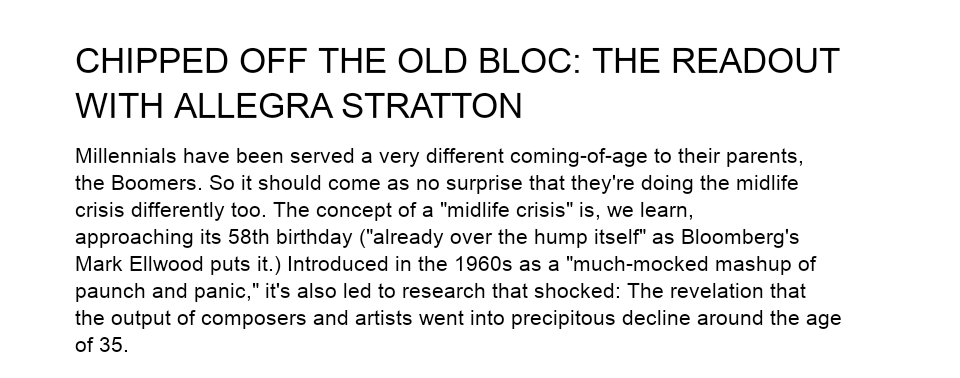 CHIPPED OFF THE OLD BLOC: THE READOUT
WITH ALLEGRA STRATTON
Millennials have been served a very different coming-of-age to their parents,
the Boomers. So it should come as no surprise that they're doing the midlife
crisis differently too. The concept of a "midlife crisis" is, we learn,
approaching its 58th birthday ("already over the hump itself" as Bloomberg's
Mark Ellwood puts it.) Introduced in the 1960s as a "much-mocked mashup of
paunch and panic," it's also led to research that shocked: The revelation that
the output of composers and artists went into precipitous decline around the age
of 35.